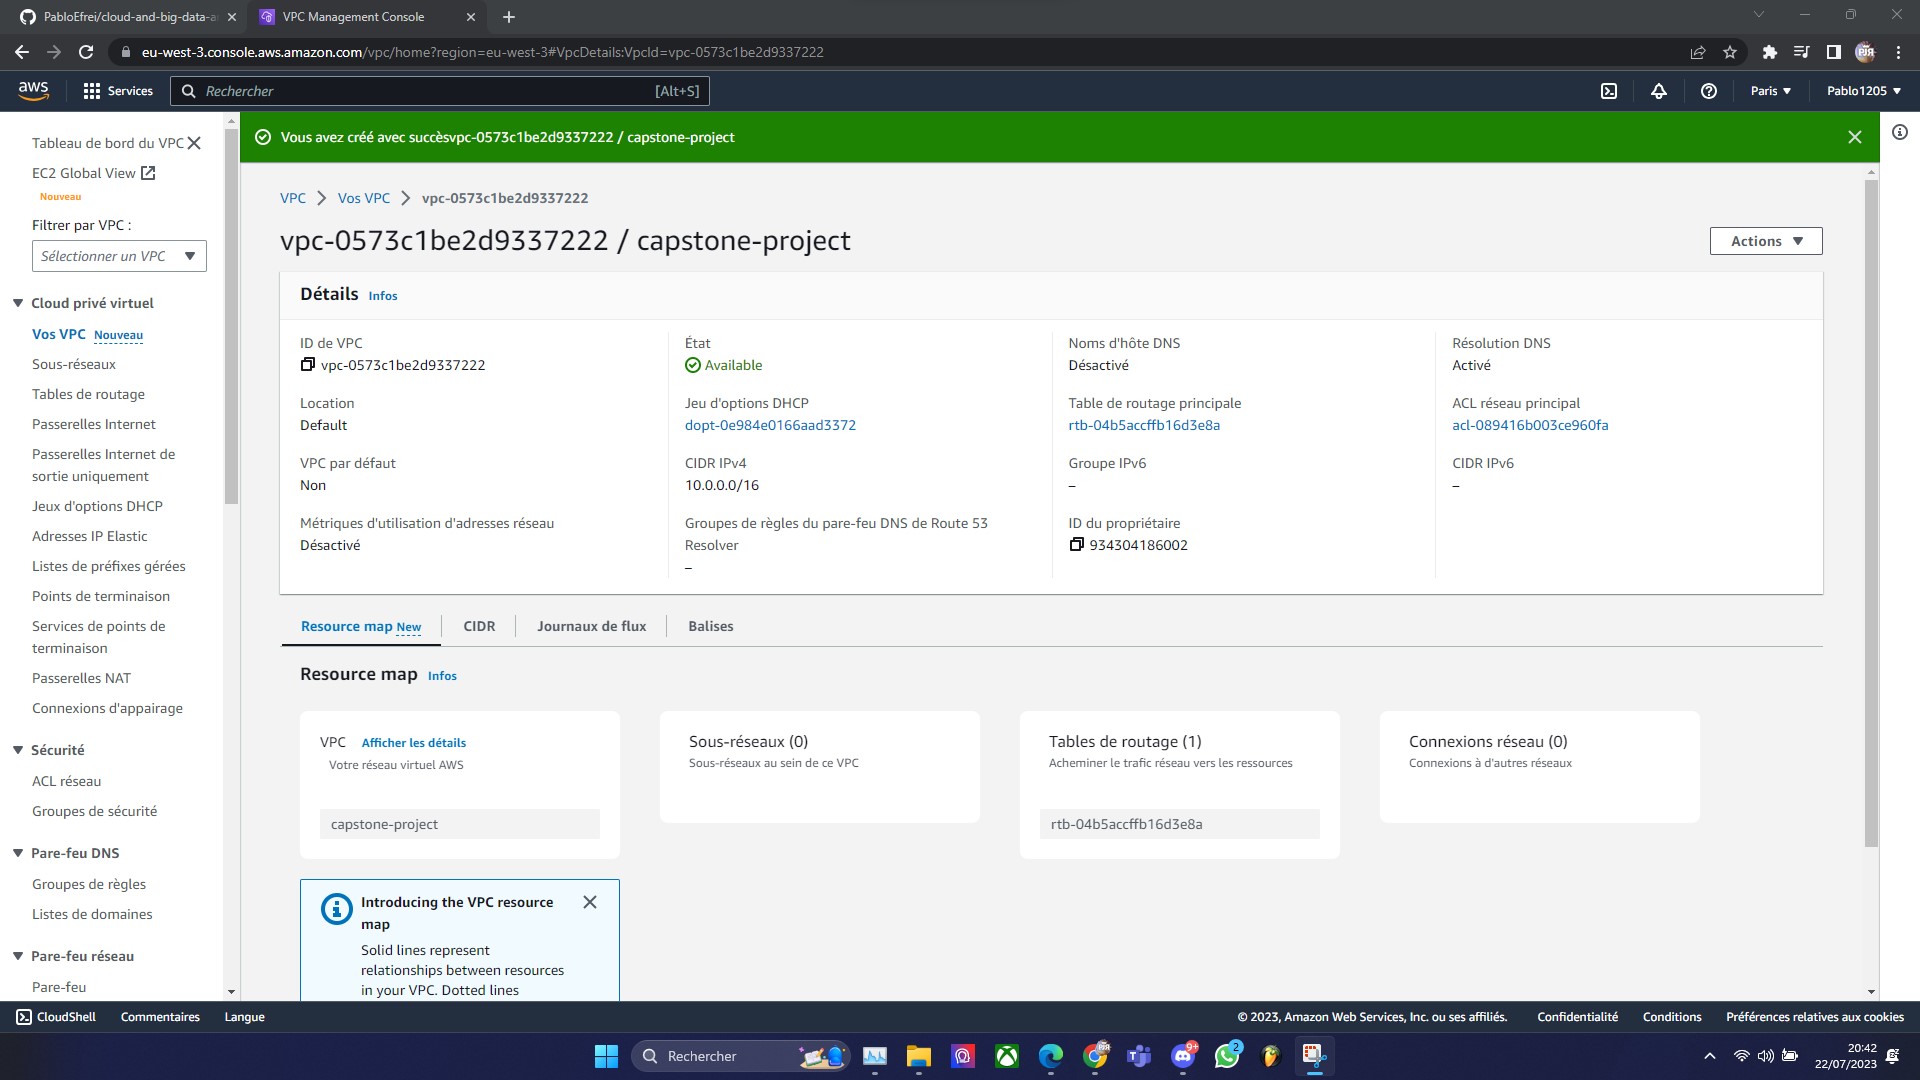 PabloEfrei/cloud-and-big-data-a
VPC Management Console
eu-west-3.console.aws.amazon.com/vpc/home?region=eu-west-3#VpcDetails:VpcId=vpc-0573c1be2d9337222
aws
Services
Rechercher
[Alt+S]
Paris
Pablo1205
Tableau de bord du VPC
EC2 Global View
Nouveau
Filtrer par VPC :
Sélectionner un VPC
Cloud privé virtuel
Vos VPC Nouveau
Sous-réseaux
Tables de routage
Passerelles Internet
Passerelles Internet de
sortie uniquement
Jeux d'options DHCP
Adresses IP Elastic
Listes de préfixes gérées
Points de terminaison
Services de points de
terminaison
Passerelles NAT
Connexions d'appairage
Sécurité
ACL réseau
Groupes de sécurité
Pare-feu DNS
Groupes de règles
Listes de domaines
Pare-feu réseau
Pare-feu
Vous avez créé avec succèsvpc-0573c1be2d9337222 / capstone-project
VPC
Vos VPC
vpc-0573c1be2d9337222
vpc-0573c1be2d9337222 / capstone-project
Actions
Détails Infos
ID de VPC
vpc-0573c1be2d9337222
État
Available
Noms d'hôte DNS
Désactivé
Résolution DNS
Activé
Location
Default
Jeu d'options DHCP
dopt-0e984e0166aad3372
Table de routage principale
rtb-04b5accffb16d3e8a
ACL réseau principal
acl-089416b003ce960fa
VPC par défaut
Non
CIDR IPv4
10.0.0.0/16
Groupe IPv6
–
CIDR IPv6
–
Métriques d'utilisation d'adresses réseau
Désactivé
Groupes de règles du pare-feu DNS de Route 53
Resolver
–
ID du propriétaire
934304186002
Resource map New
CIDR
Journaux de flux
Balises
Resource map Infos
VPC Afficher les détails
Votre réseau virtuel AWS
capstone-project
Sous-réseaux (0)
Sous-réseaux au sein de ce VPC
Tables de routage (1)
Acheminer le trafic réseau vers les ressources
rtb-04b5accffb16d3e8a
Connexions réseau (0)
Connexions à d'autres réseaux
Introducing the VPC resource
map
Solid lines represent
relationships between resources
in your VPC. Dotted lines
CloudShell
Commentaires
Langue
© 2023, Amazon Web Services, Inc. ou ses affiliés.
Confidentialité
Conditions
Préférences relatives aux cookies
Rechercher
9+
2
20:42
22/07/2023